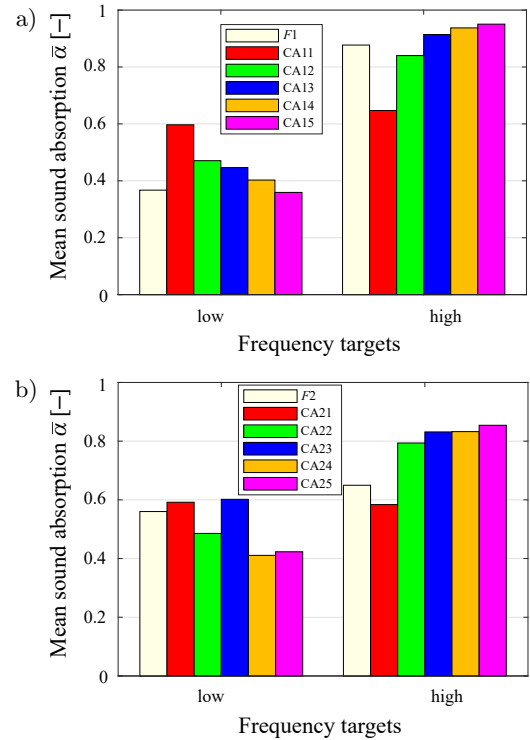 a)
Mean sound absorption α̅ [−]
1
0.8
0.6
0.4
0.2
0
F1
CA11
CA12
CA13
CA14
CA15
low high
Frequency targets
b)
Mean sound absorption α̅ [−]
1
0.8
0.6
0.4
0.2
0
F2
CA21
CA22
CA23
CA24
CA25
low high
Frequency targets